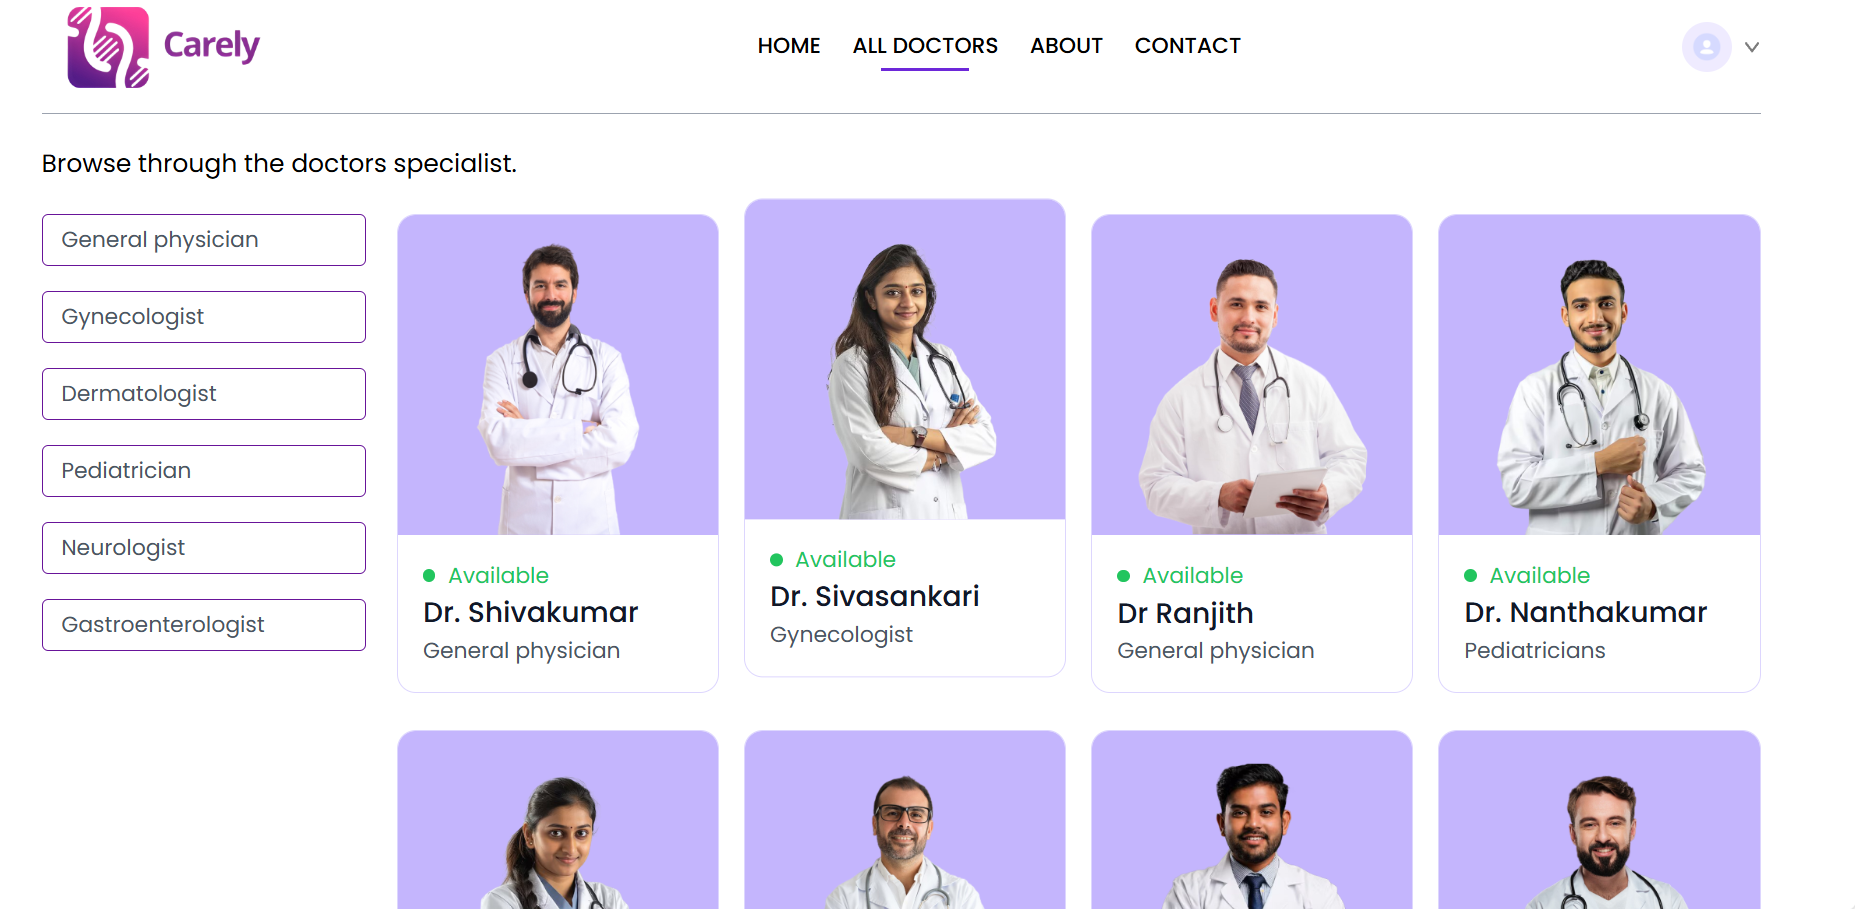 Carely
HOME
ALL DOCTORS
ABOUT
CONTACT
Browse through the doctors specialist.
General physician
Gynecologist
Dermatologist
Pediatrician
Neurologist
Gastroenterologist
Available
Dr. Shivakumar
General physician
Available
Dr. Sivasankari
Gynecologist
Available
Dr Ranjith
General physician
Available
Dr. Nanthakumar
Pediatricians